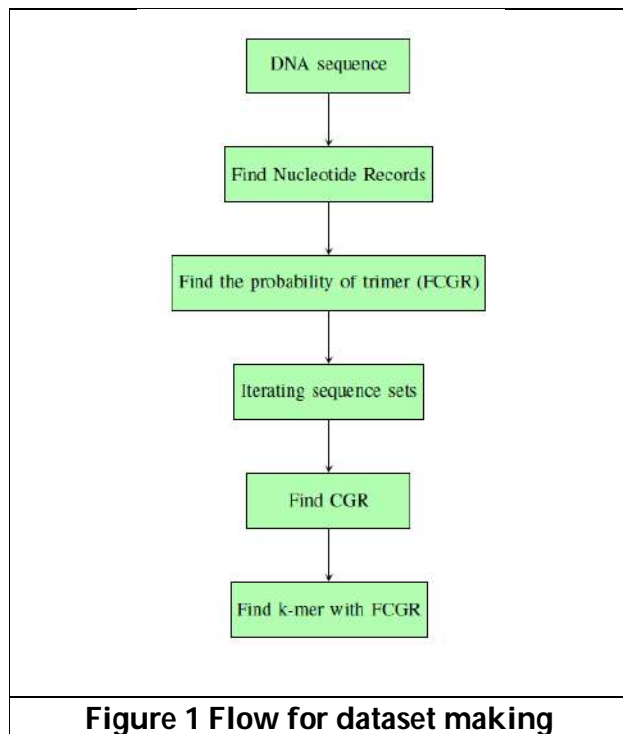 DNA sequence
Find Nucleotide Records
Find the probability of trimer (FCGR)
Iterating sequence sets
Find CGR
Find k-mer with FCGR
Figure 1 Flow for dataset making